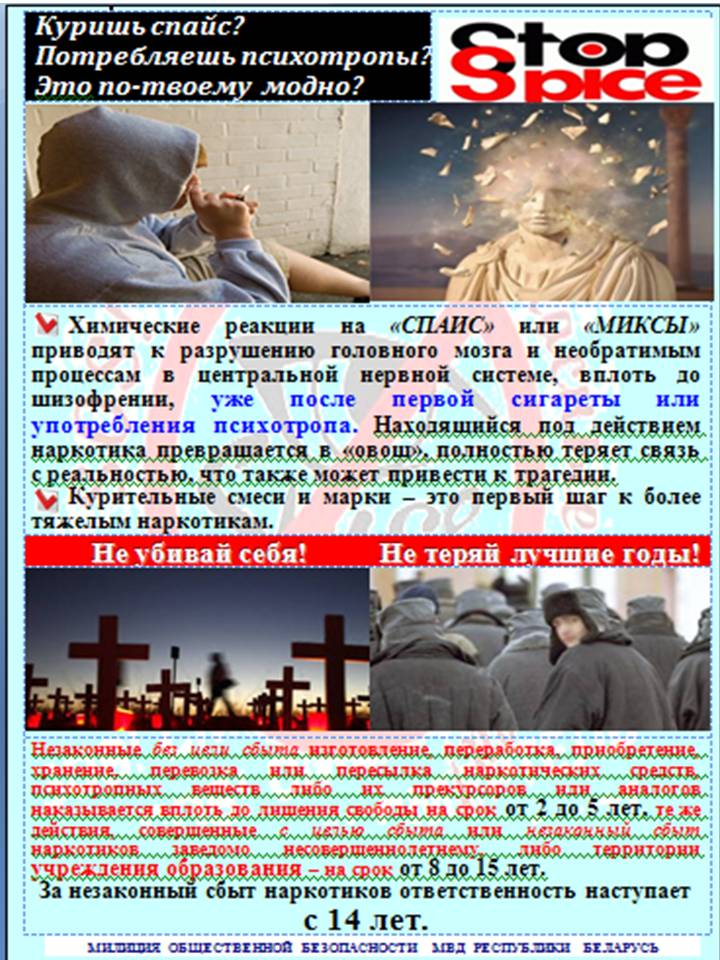 Куришь спайс?
Потребляешь психотропы?
Это по-твоему модно?
Stop
Spice
Химические реакции на «СПАЙС» или «МИКСЫ»
приводят к разрушению головного мозга и необратимым
процессам в центральной нервной системе, вплоть до
шизофрении, уже после первой сигареты или
употребления психотропа. Находящийся под действием
наркотика превращается в «овощ», полностью теряет связь
с реальностью, что также может привести к трагедии.
Курительные смеси и марки – это первый шаг к более
тяжелым наркотикам.
Не убивай себя! Не теряй лучшие годы!
Незаконные без цели сбыта изготовление, переработка, приобретение,
хранение, перевозка или пересылка наркотических средств,
психотропных веществ либо их прекурсоров или аналогов
наказывается вплоть до лишения свободы на срок от 2 до 5 лет, те же
действия, совершенные с целью сбыта или незаконный сбыт
наркотиков заведомо несовершеннолетнему, либо территории
учреждения образования – на срок от 8 до 15 лет.
За незаконный сбыт наркотиков ответственность наступает
с 14 лет.
МИЛИЦИЯ ОБЩЕСТВЕННОЙ БЕЗОПАСНОСТИ МВД РЕСПУБЛИКИ БЕЛАРУСЬ